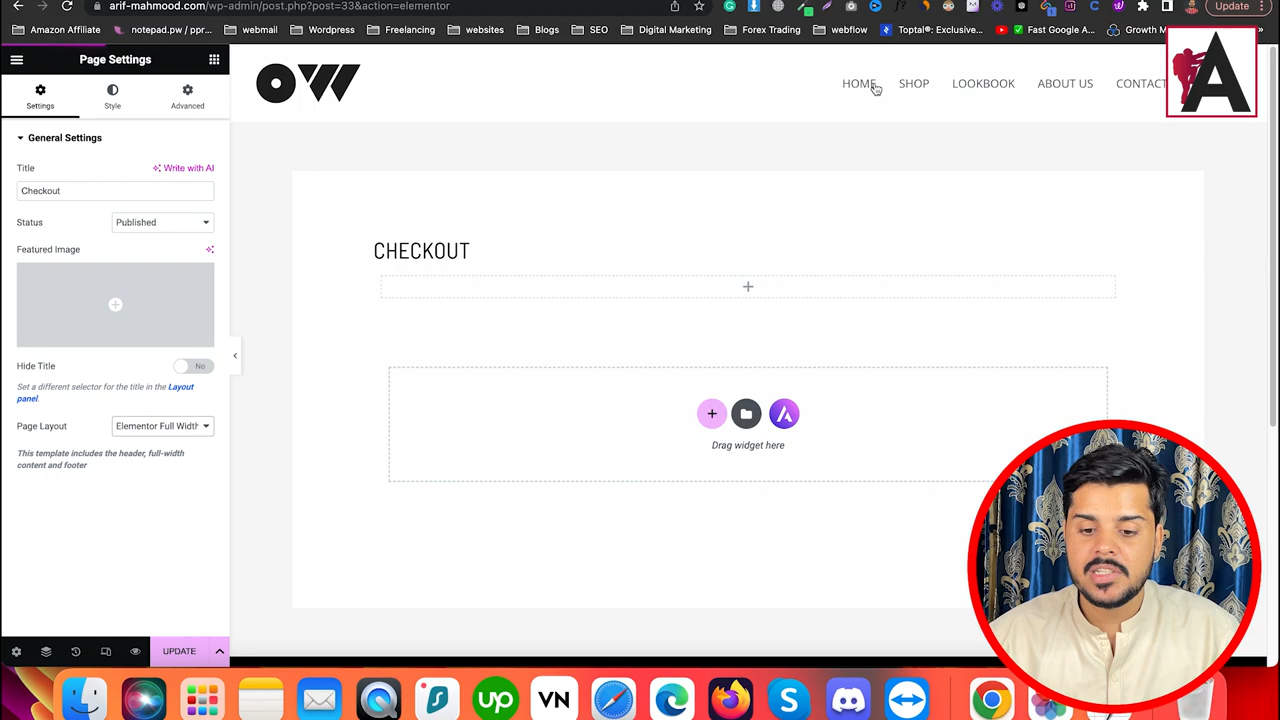 arif-mahmood.com/wp-admin/post.php?post=33&action=elementor
Update
Amazon Affiliate
notepad.pw / ppr...
webmail
Wordpress
Freelancing
websites
Blogs
SEO
Digital Marketing
Forex Trading
webflow
Toptal®: Exclusive...
Fast Google A...
Growth M
Page Settings
OW
HOME
SHOP
LOOKBOOK
ABOUT US
CONTACT
A
Settings
Style
Advanced
General Settings
Title
Write with AI
Checkout
Status
Published
Featured Image
Hide Title
No
Set a different selector for the title in the Layout
panel.
Page Layout
Elementor Full Width
This template includes the header, full-width
content and footer
CHECKOUT
Drag widget here
UPDATE
up
VN
S